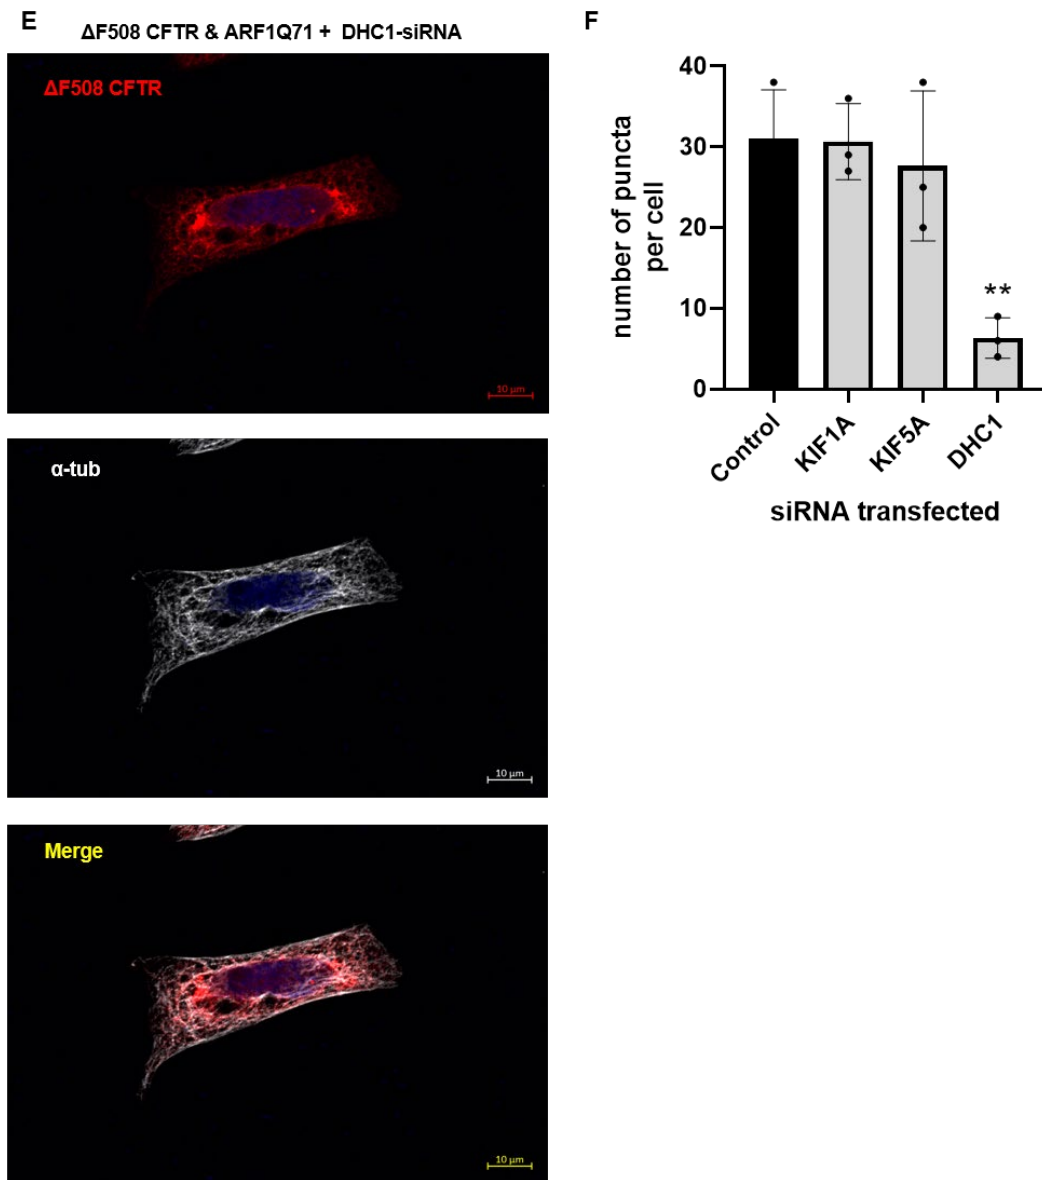 E
ΔF508 CFTR & ARF1Q71 + DHC1-siRNA
ΔF508 CFTR
10 µm
α-tub
10 µm
Merge
10 µm
F
number of puncta
per cell
40
30
20
10
0
**
Control
KIF1A
KIF5A
DHC1
siRNA transfected